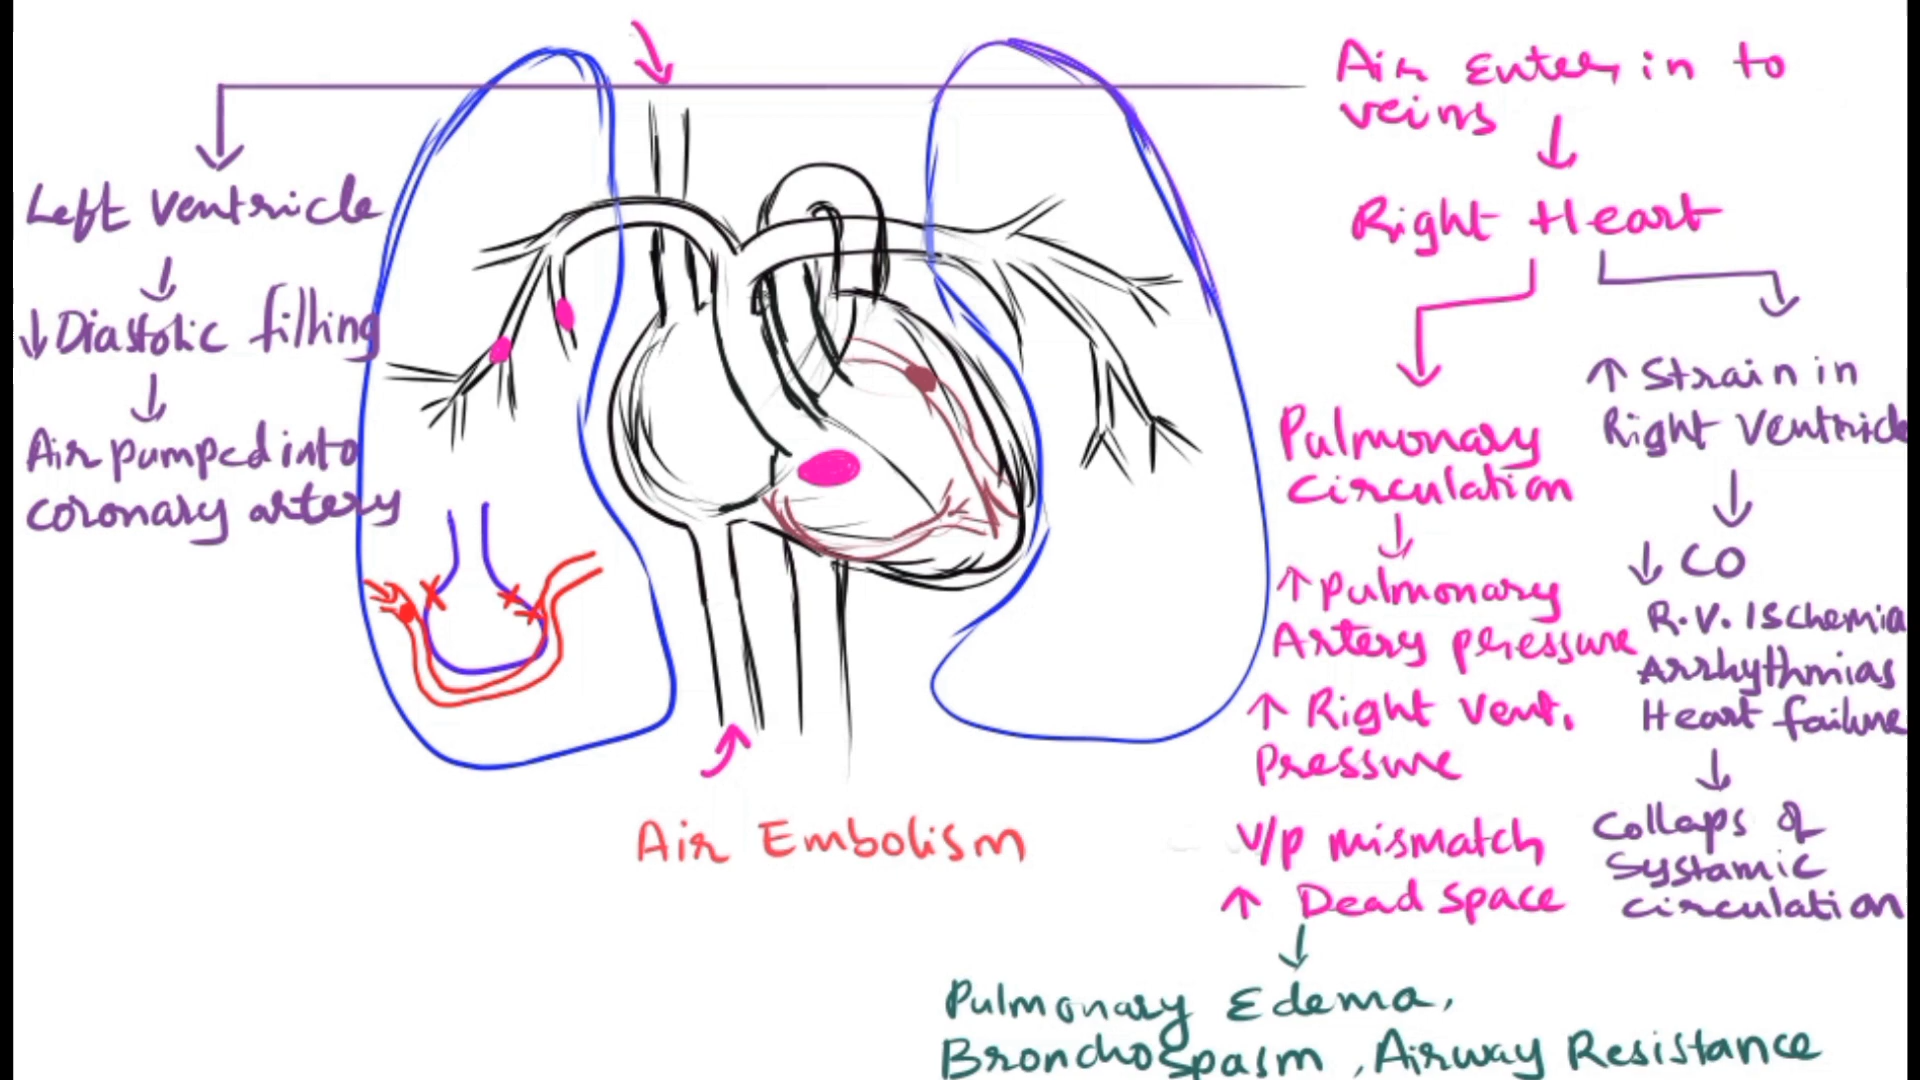 Air Enters in to
veins
↓
Right Heart
Left Ventricle
↓
↓ Diastolic filling
↓
Air pumped into
coronary artery
Pulmonary
circulation
↓
↑ Pulmonary
Artery pressure
↑ Right Vent.
Pressure
V/P Mismatch
↑ Dead space
↓
Pulmonary Edema,
Bronchospasm, Airway Resistance
↑ Strain in
Right Ventricle
↓
↓ CO
R.V. Ischemia
Arrhythmias
Heart failure
↓
Collaps of
Systamic
circulation
Air Embolism